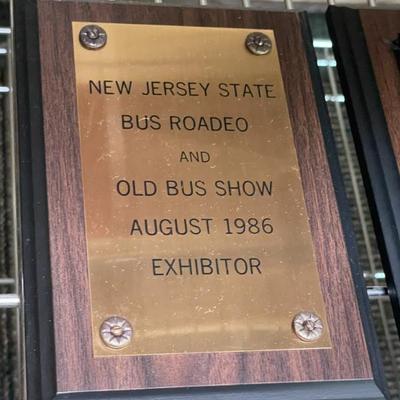 NEW JERSEY STATE
BUS ROADEO
AND
OLD BUS SHOW
AUGUST 1986
EXHIBITOR